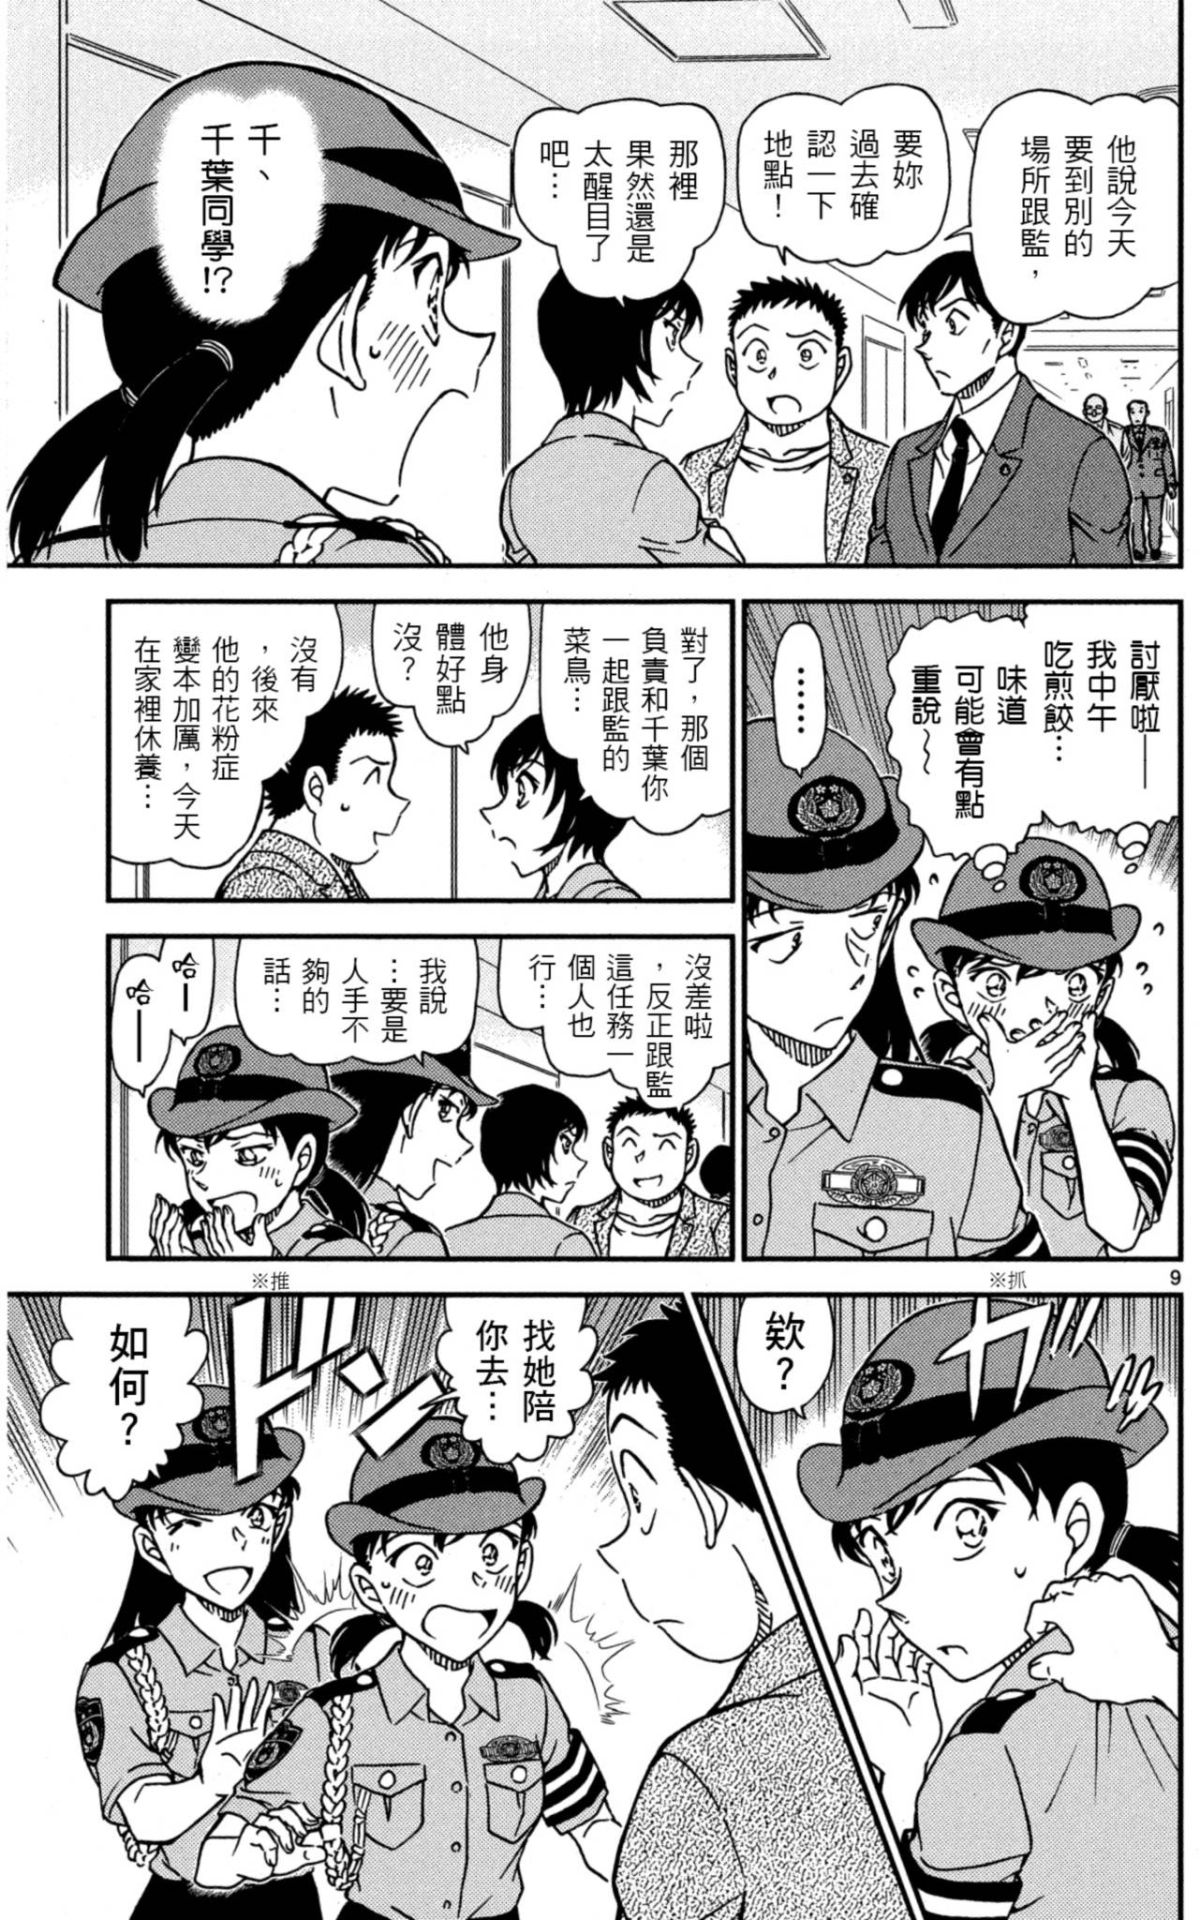 他說今天
要到別的
場所跟監，
要妳
過去確
認一下
地點！
那裡
果然還是
太醒目了
吧…
千、
千葉同學!?
討厭啦──
我中午
吃煎餃…
味道
可能會有點
重說～
……
對了，那個
負責和千葉你
一起跟監的
菜鳥…
他身
體好點
沒？
沒有
，後來
他的花粉症
變本加厲，今天
在家裡休養…
沒差啦
，反正跟監
這任務一
個人也
行…
我說
…要是
人手不
夠的
話…
哈─
哈─
9
※抓
ガッ
欸？
※推
ドン
找她陪
你去…
如何？